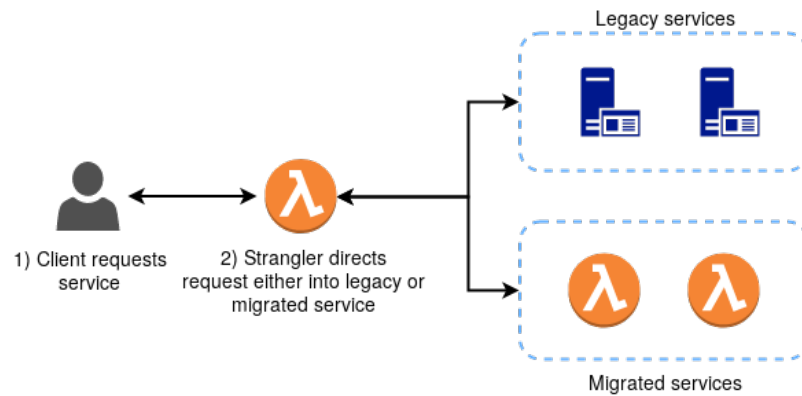 Legacy services
1) Client requests
service
2) Strangler directs
request either into legacy or
migrated service
Migrated services